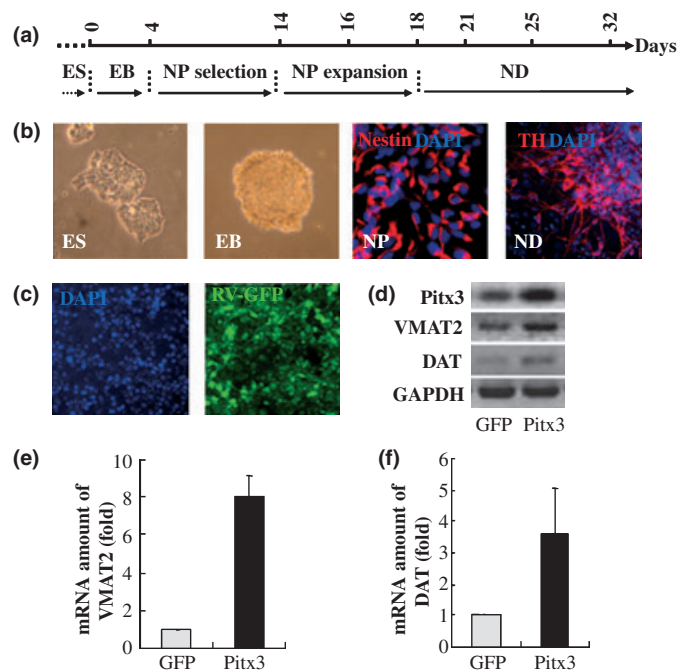 (a)
0 4 14 16 18 21 25 32
Days
ES EB NP selection NP expansion ND
(b)
Nestin DAPI
TH DAPI
ES EB NP ND
(c)
DAPI
RV-GFP
(d)
Pitx3
VMAT2
DAT
GAPDH
GFP Pitx3
(e)
mRNA amount of
VMAT2 (fold)
10
8
6
4
2
0
GFP Pitx3
(f)
mRNA amount of
DAT (fold)
6
5
4
3
2
1
0
GFP Pitx3